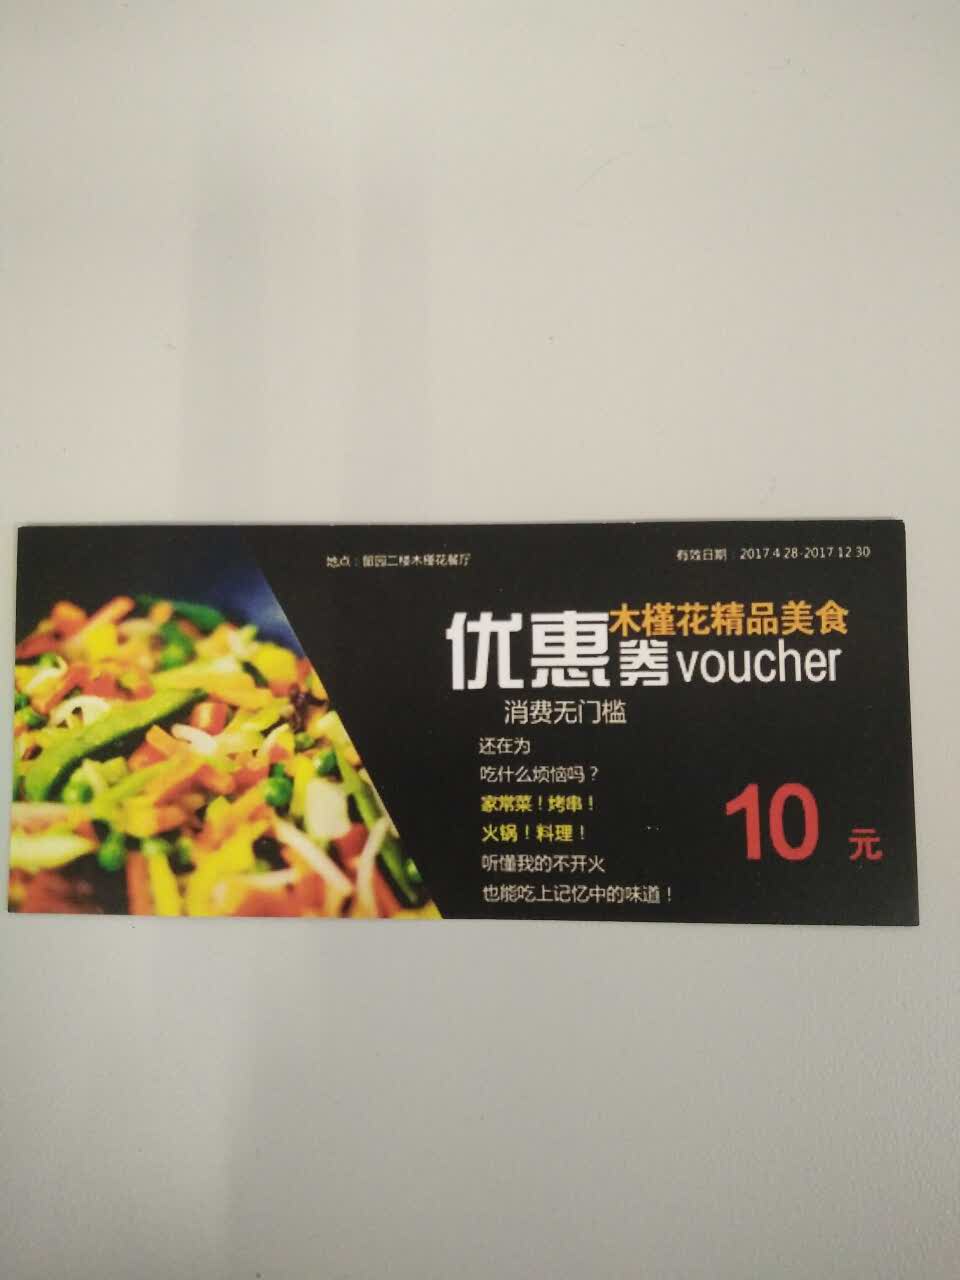 地点：留园二楼木槿花餐厅
有效日期：2017.4.28-2017.12.30
木槿花精品美食
优惠券voucher
消费无门槛
还在为
吃什么烦恼吗？
家常菜！烤串！
火锅！料理！
听懂我的不开火
也能吃上记忆中的味道！
10元